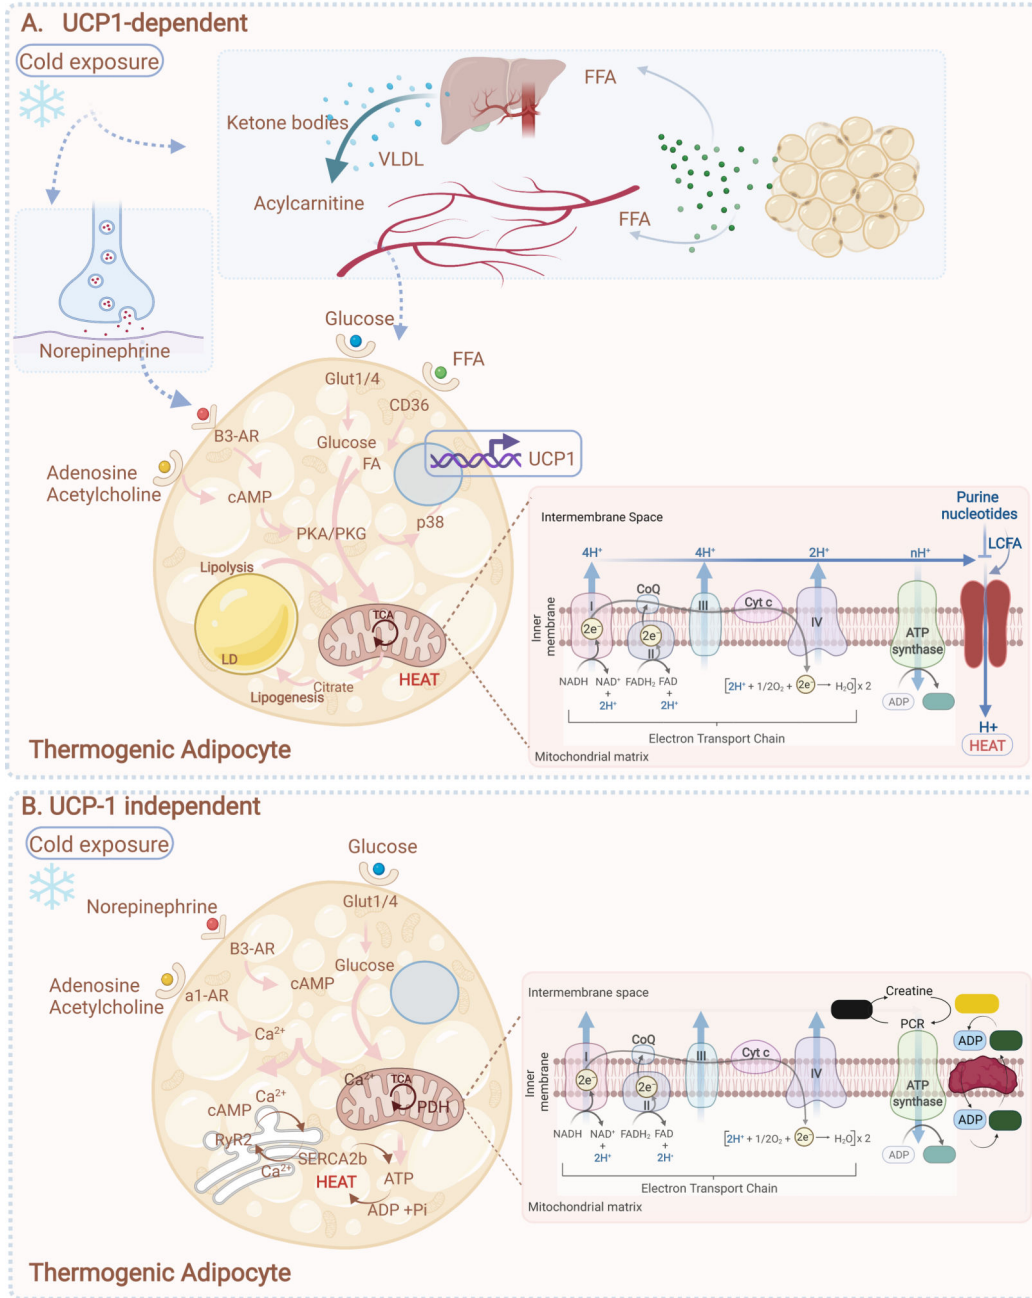 A. UCP1-dependent
Cold exposure
FFA
Ketone bodies
VLDL
Acylcarnitine
FFA
Norepinephrine
Glucose
Glut1/4
FFA
CD36
B3-AR
Glucose
FA
UCP1
Adenosine
Acetylcholine
cAMP
PKA/PKG
p38
Lipolysis
TCA
LD
HEAT
Citrate
Lipogenesis
Thermogenic Adipocyte
Purine
nucleotides
Intermembrane Space
LCFA
4H⁺
4H⁺
2H⁺
nH⁺
CoQ
Cyt c
I
III
IV
2e⁻
2e⁻
II
Inner
membrane
ATP
synthase
NADH
NAD⁺
+
2H⁺
FADH₂
FAD
+
2H⁺
[2H⁺ + 1/2O₂ + 2e⁻ → H₂O] x 2
ADP
H+
HEAT
Electron Transport Chain
Mitochondrial matrix
B. UCP-1 independent
Cold exposure
Glucose
Glut1/4
Norepinephrine
B3-AR
Glucose
cAMP
Adenosine
Acetylcholine
a1-AR
Ca²⁺
Ca²⁺
TCA
PDH
cAMP
Ca²⁺
RyR2
SERCA2b
Ca²⁺
HEAT
ATP
ADP +Pi
Thermogenic Adipocyte
Intermembrane space
Creatine
PCR
ADP
CoQ
Cyt c
I
III
IV
2e⁻
2e⁻
II
Inner
membrane
ATP
synthase
ADP
NADH
NAD⁺
+
2H⁺
FADH₂
FAD
+
2H⁺
[2H⁺ + 1/2O₂ + 2e⁻ → H₂O] x 2
ADP
Electron Transport Chain
Mitochondrial matrix